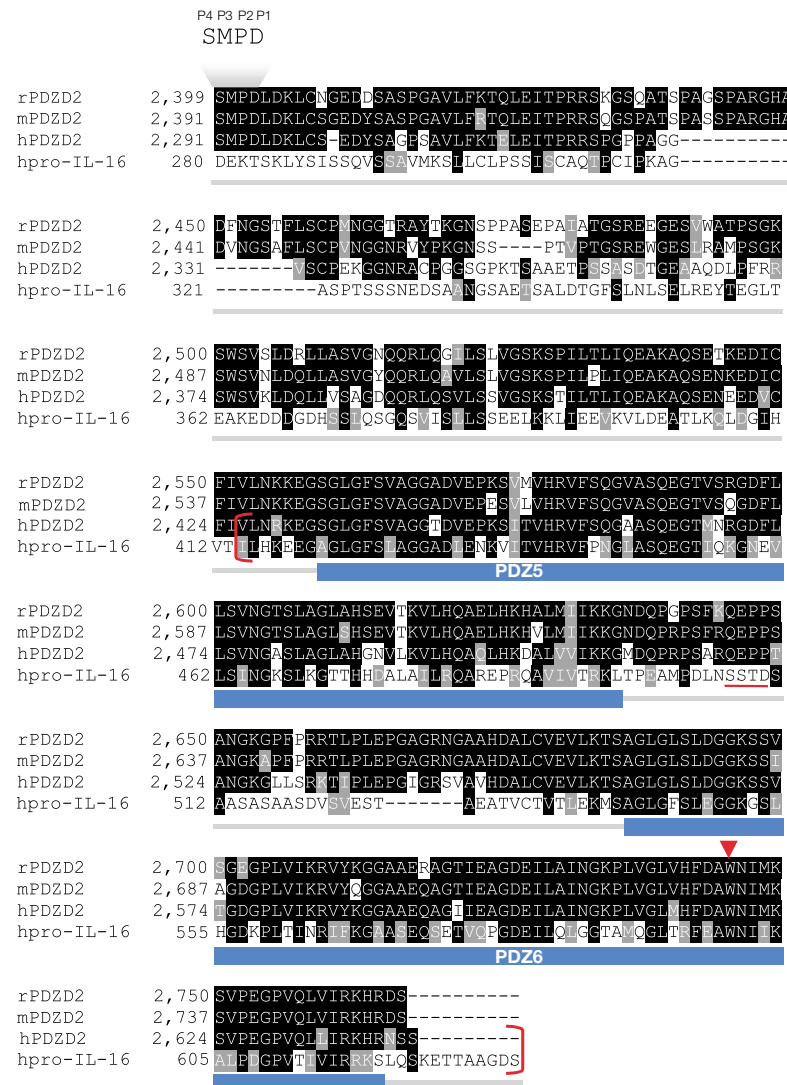 P4 P3 P2 P1
SMPD
rPDZD2 2,399 SMPDLDKLCNGEDDSASPGAVLFKTQLEITPRRSKGSQATSPAGSPARGHA
mPDZD2 2,391 SMPDLDKLCSGEDYSASPGAVLFRTQLEITPRRSQGSPATSPASSPARGHA
hPDZD2 2,291 SMPDLDKLCS-EDYSAGPSAVLFKTELEITPRRSPGPPAGG----------
hpro-IL-16 280 DEKTSKLYSISSQVSSAVMKSLLCLPSSISCAQTPCIPKAG----------
rPDZD2 2,450 DFNGSTFLSCPMNGGTRAYTKGNSPPASEPAIATGSREEGESVWATPSGK
mPDZD2 2,441 DVNGSAFLSCPVNGGNRVYPKGNSS----PTVPTGSREWGESLRAMPSGK
hPDZD2 2,331 -------VSCPEKGGNRACPGGSGPKTSAAETPSSASDTGEAAQDLPFRR
hpro-IL-16 321 ---------ASPTSSSNEDSAANGSAETSALDTGFSLNLSELREYTEGLT
rPDZD2 2,500 SWSVSLDRLLASVGNQQRLQGILSLVGSKSPILTLIQEAKAQSETKEDIC
mPDZD2 2,487 SWSVNLDQLLASVGYQQRLQAVLSLVGSKSPILPLIQEAKAQSENKEDIC
hPDZD2 2,374 SWSVKLDQLLVSAGDQQRLQSVLSSVGSKSTILTLIQEAKAQSENEEDVC
hpro-IL-16 362 EAKEDDDGDHSSLQSGQSVISLLSSEELKKLIEEVKVLDEATLKQLDGIH
rPDZD2 2,550 FIVLNKKEGSGLGFSVAGGADVEPKSVMVHRVFSQGVASQEGTVSRGDFL
mPDZD2 2,537 FIVLNKKEGSGLGFSVAGGADVEPESVLVHRVFSQGVASQEGTVSQGDFL
hPDZD2 2,424 FIVLNRKEGSGLGFSVAGGTDVEPKSITVHRVFSQGAASQEGTMNRGDFL
hpro-IL-16 412 VTILHKEEGAGLGFSLAGGADLENKVITVHRVFPNGLASQEGTIQKGNEV
PDZ5
rPDZD2 2,600 LSVNGTSLAGLAHSEVTKVLHQAELHKHALMIIKKGNDQPGPSFKQEPPS
mPDZD2 2,587 LSVNGTSLAGLSHSEVTKVLHQAELHKHVLMIIKKGNDQPRPSFRQEPPS
hPDZD2 2,474 LSVNGASLAGLAHGNVLKVLHQAQLHKDALVVIKKGMDQPRPSARQEPPT
hpro-IL-16 462 LSINGKSLKGTTHHDALAILRQAREPRQAVIVTRKLTPEAMPDLNSSTDS
rPDZD2 2,650 ANGKGPFPRRTLPLEPGAGRNGAAHDALCVEVLKTSAGLGLSLDGGKSSV
mPDZD2 2,637 ANGKAPFPRRTLPLEPGAGRNGAAHDALCVEVLKTSAGLGLSLDGGKSSI
hPDZD2 2,524 ANGKGLLSRKTIPLEPGIGRSVAVHDALCVEVLKTSAGLGLSLDGGKSSV
hpro-IL-16 512 AASASAASDVSVEST-------AEATVCTVTLEKMSAGLGFSLEGGKGSL
rPDZD2 2,700 SGEGPLVIKRVYKGGAAERAGTIEAGDEILAINGKPLVGLVHFDAWNIMK
mPDZD2 2,687 AGDGPLVIKRVYQGGAAEQAGTIEAGDEILAINGKPLVGLVHFDAWNIMK
hPDZD2 2,574 TGDGPLVIKRVYKGGAAEQAGIIEAGDEILAINGKPLVGLMHFDAWNIMK
hpro-IL-16 555 HGDKPLTINRIFKGAASEQSETVQPGDEILQLGGTAMQGLTRFEAWNIIK
PDZ6
rPDZD2 2,750 SVPEGPVQLVIRKHRDS----------
mPDZD2 2,737 SVPEGPVQLVIRKHRDS----------
hPDZD2 2,624 SVPEGPVQLLIRKHRNSS---------
hpro-IL-16 605 ALPDGPVTIVIRRKSLQSKETTAAGDS